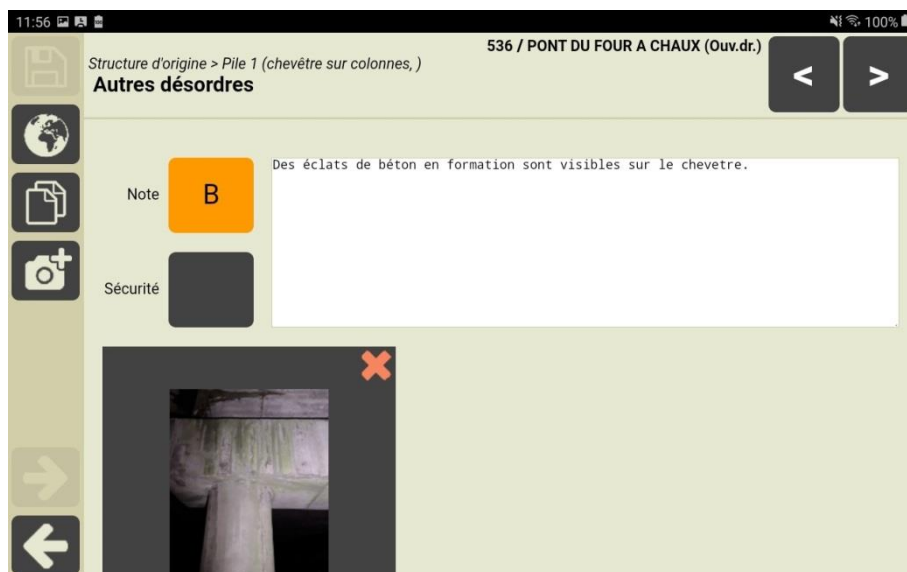 11:56 100%
536 / PONT DU FOUR A CHAUX (Ouv.dr.)
Structure d'origine > Pile 1 (chevêtre sur colonnes, )
Autres désordres
< >
Des éclats de béton en formation sont visibles sur le chevetre.
Note B
Sécurité